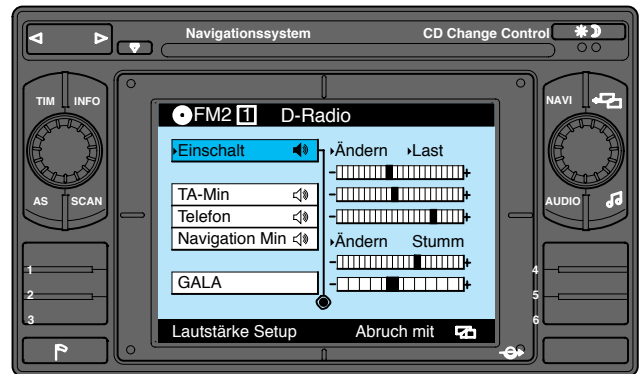 Navigationssystem CD Change Control
TIM INFO
NAVI
AS SCAN
AUDIO
FM2 1 D-Radio
Einschalt Ändern Last
- +
TA-Min - +
Telefon - +
Navigation Min Ändern Stumm
- +
GALA - +
Lautstärke Setup Abruch mit
1
2
3
4
5
6